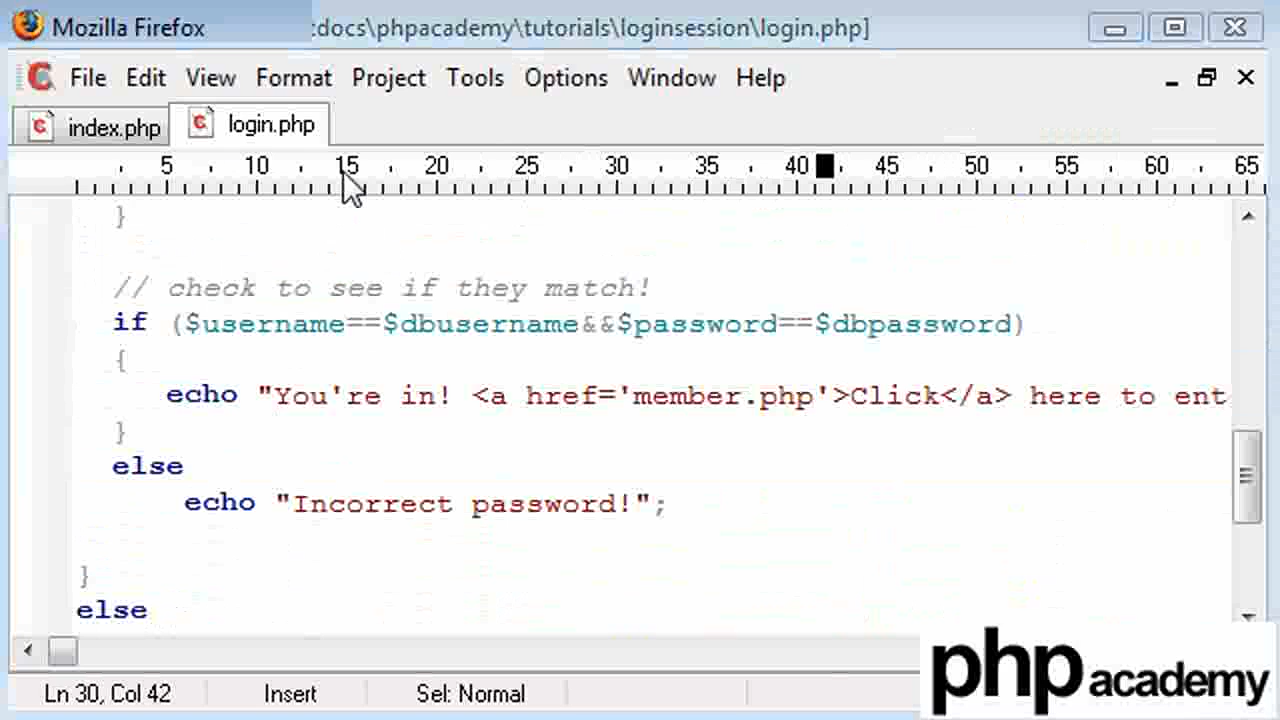 Mozilla Firefox
docs\phpacademy\tutorials\loginsession\login.php]
File Edit View Format Project Tools Options Window Help
index.php login.php
5 10 15 20 25 30 35 40 45 50 55 60 65
}
// check to see if they match!
if ($username==$dbusername&&$password==$dbpassword)
{
echo "You're in! <a href='member.php'>Click</a> here to ent
}
else
echo "Incorrect password!";
}
else
Ln 30, Col 42 Insert Sel: Normal
php academy